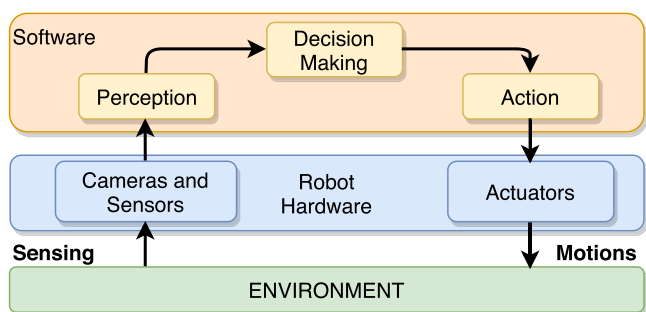 Software
Decision
Making
Perception
Action
Cameras and
Sensors
Robot
Hardware
Actuators
Sensing
Motions
ENVIRONMENT